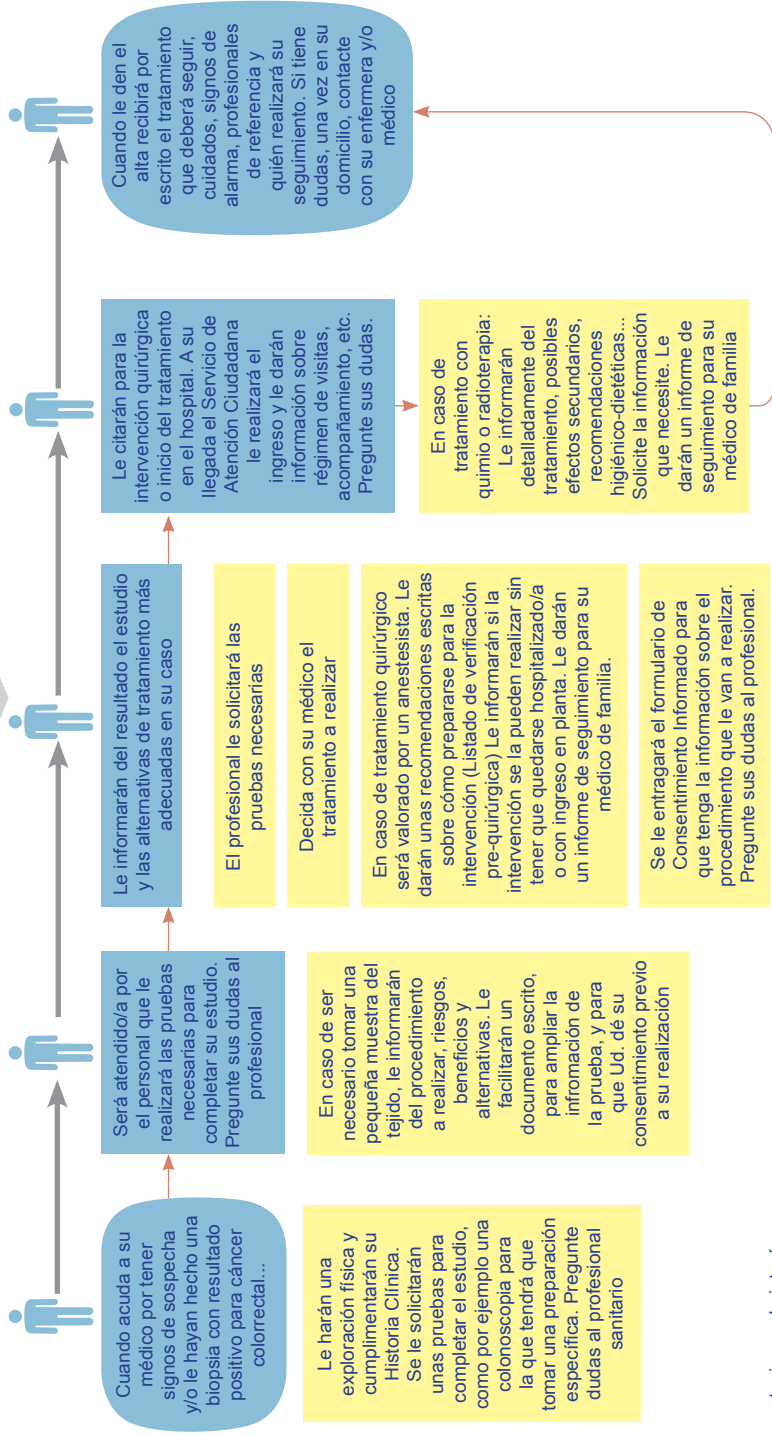 Cuando acuda a su
médico por tener
signos de sospecha
y/o le hayan hecho una
biopsia con resultado
positivo para cáncer
colorrectal...
Le harán una
exploración física y
cumplimentarán su
Historia Clínica.
Se le solicitarán
unas pruebas para
completar el estudio,
como por ejemplo una
colonoscopia para
la que tendrá que
tomar una preparación
específica. Pregunte
dudas al profesional
sanitario
Será atendido/a por
el personal que le
realizará las pruebas
necesarias para
completar su estudio.
Pregunte sus dudas al
profesional
En caso de ser
necesario tomar una
pequeña muestra del
tejido, le informarán
del procedimiento
a realizar, riesgos,
beneficios y
alternativas. Le
facilitarán un
documento escrito,
para ampliar la
infromación de
la prueba, y para
que Ud. dé su
consentimiento previo
a su realización
Le informarán del resultado el estudio
y las alternativas de tratamiento más
adecuadas en su caso
El profesional le solicitará las
pruebas necesarias
Decida con su médico el
tratamiento a realizar
En caso de tratamiento quirúrgico
será valorado por un anestesista. Le
darán unas recomendaciones escritas
sobre cómo prepararse para la
intervención (Listado de verificación
pre-quirúrgica) Le informarán si la
intervención se la pueden realizar sin
tener que quedarse hospitalizado/a
o con ingreso en planta. Le darán
un informe de seguimiento para su
médico de familia.
Se le entragará el formulario de
Consentimiento Informado para
que tenga la información sobre el
procedimiento que le van a realizar.
Pregunte sus dudas al profesional.
Le citarán para la
intervención quirúrgica
o inicio del tratamiento
en el hospital. A su
llegada el Servicio de
Atención Ciudadana
le realizará el
ingreso y le darán
información sobre
régimen de visitas,
acompañamiento, etc.
Pregunte sus dudas.
En caso de
tratamiento con
quimio o radioterapia:
Le informarán
detalladamente del
tratamiento, posibles
efectos secundarios,
recomendaciones
higiénico-dietéticas...
Solicite la información
que necesite. Le
darán un informe de
seguimiento para su
médico de familia
Cuando le den el
alta recibirá por
escrito el tratamiento
que deberá seguir,
cuidados, signos de
alarma, profesionales
de referencia y
quién realizará su
seguimiento. Si tiene
dudas, una vez en su
domicilio, contacte
con su enfermera y/o
médico